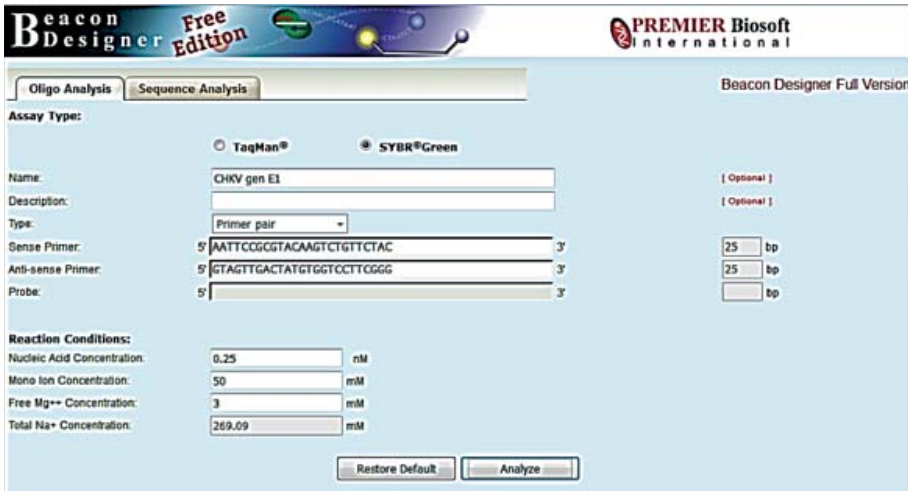 Beacon Designer Free Edition
PREMIER Biosoft
International
Oligo Analysis Sequence Analysis
Beacon Designer Full Version
Assay Type:
TaqMan® SYBR®Green
Name: CHKV gen E1 [ Optional ]
Description: [ Optional ]
Type: Primer pair
Sense Primer: 5' AATTCCGCGTACAAGTCTGTTCTAC 3' 25 bp
Anti-sense Primer: 5' GTAGTTGACTATGTGGTCCTTCGGG 3' 25 bp
Probe: 5' 3' bp
Reaction Conditions:
Nucleic Acid Concentration: 0.25 nM
Mono Ion Concentration: 50 mM
Free Mg++ Concentration: 3 mM
Total Na+ Concentration: 269.09 mM
Restore Default Analyze